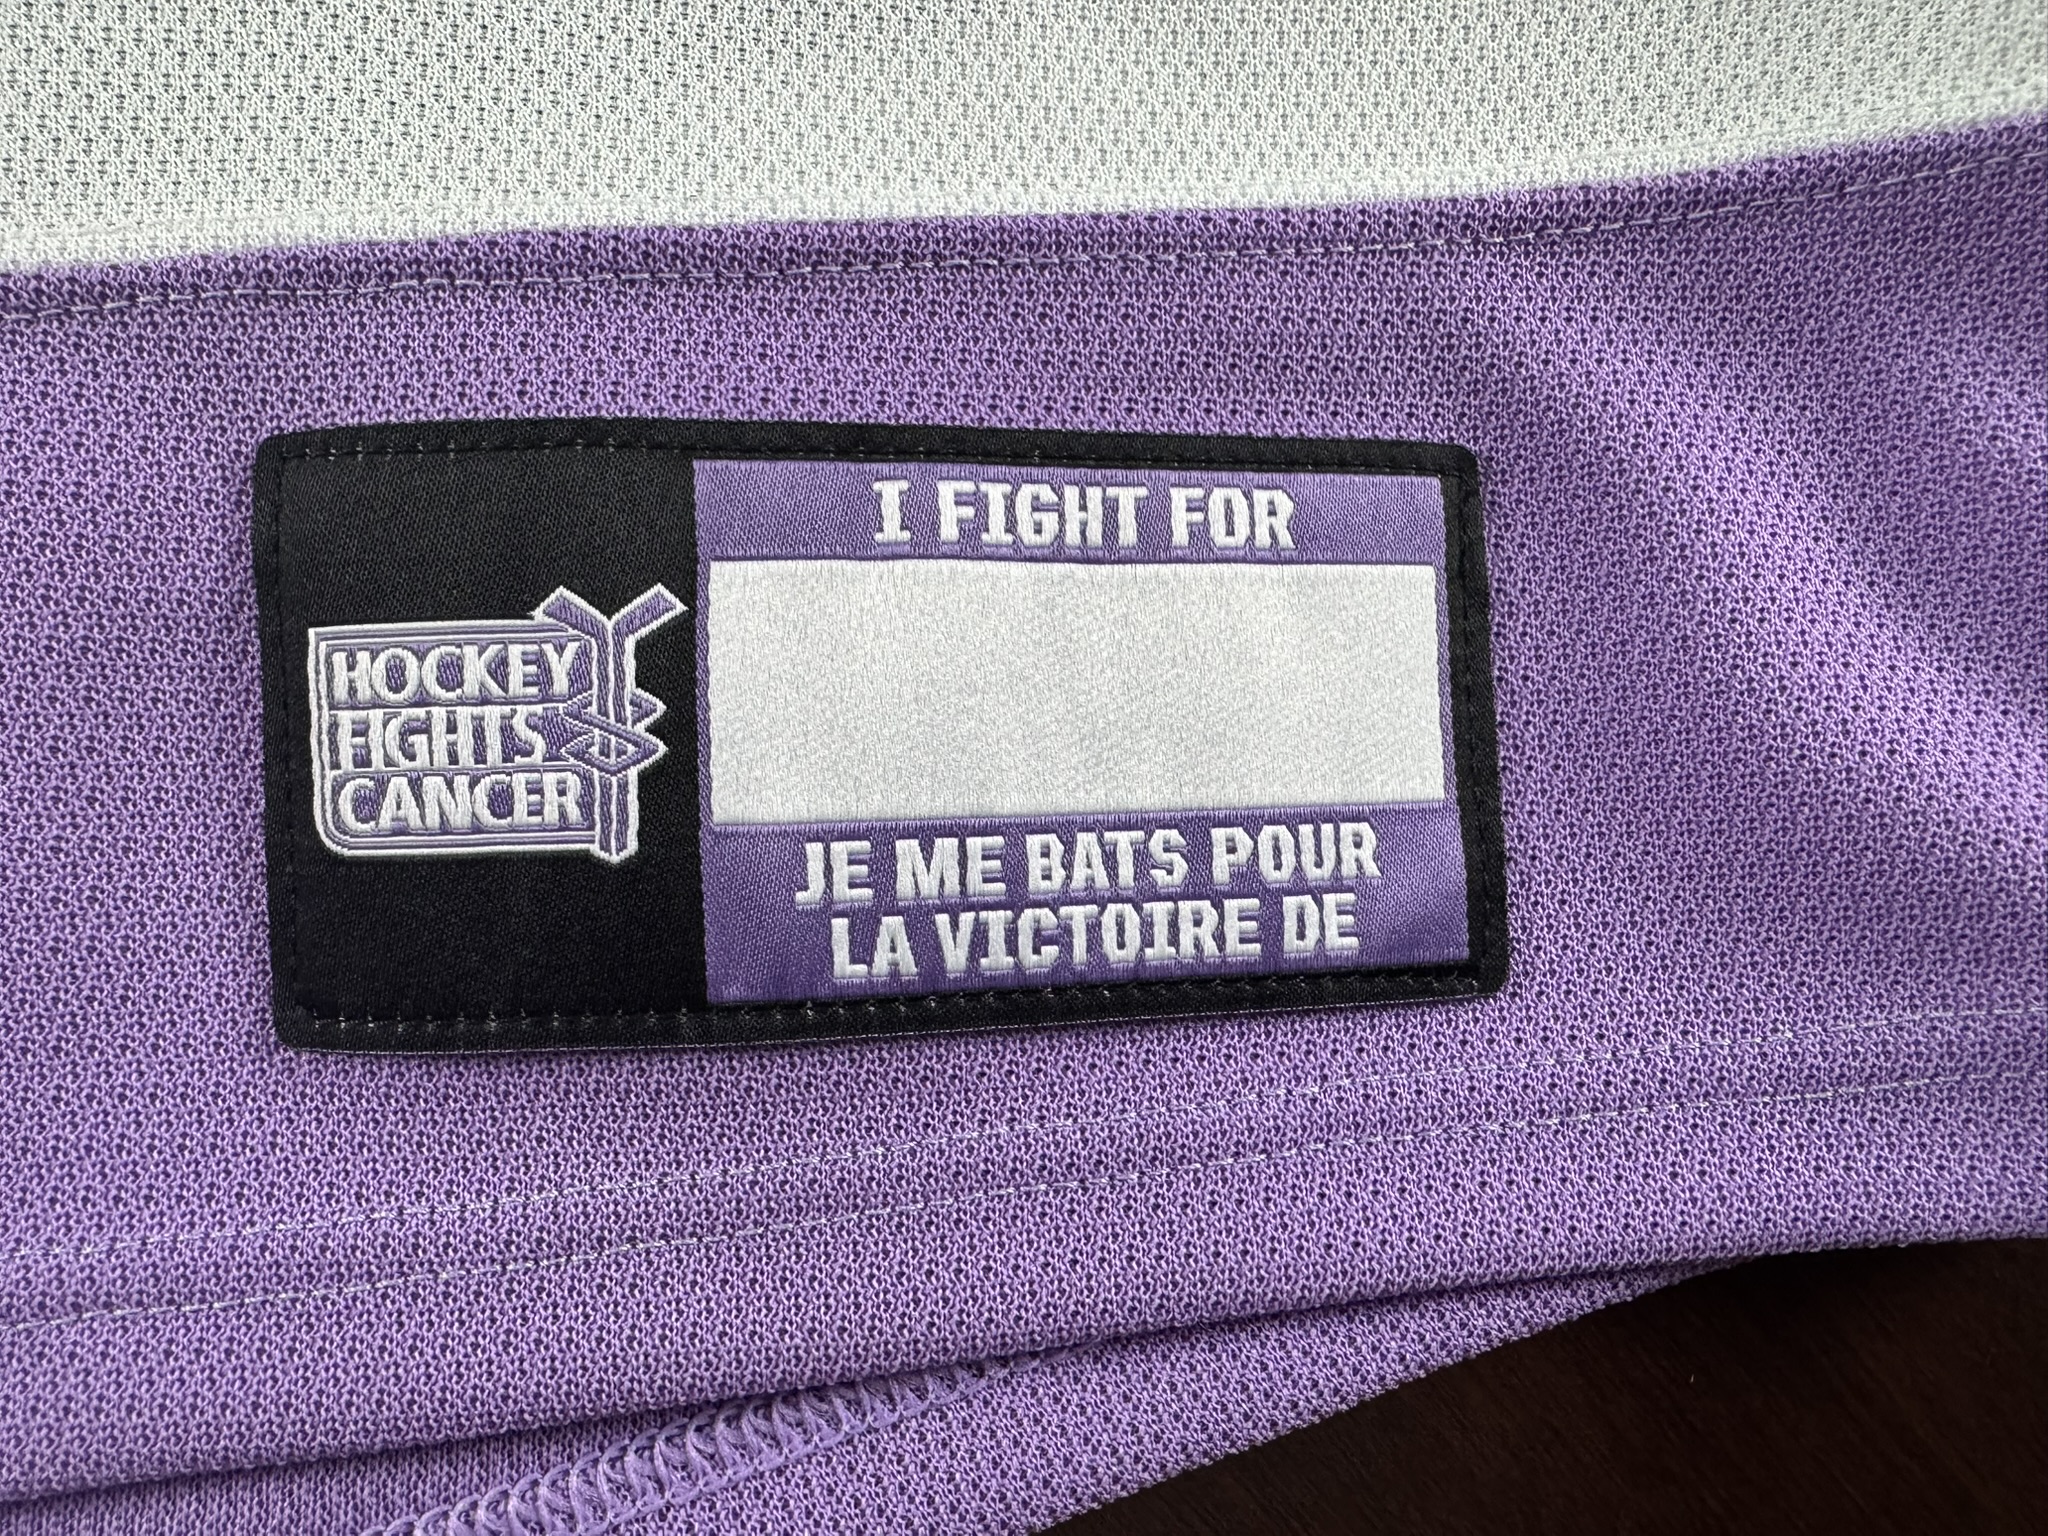 HOCKEY
FIGHTS
CANCER
I FIGHT FOR
JE ME BATS POUR
LA VICTOIRE DE